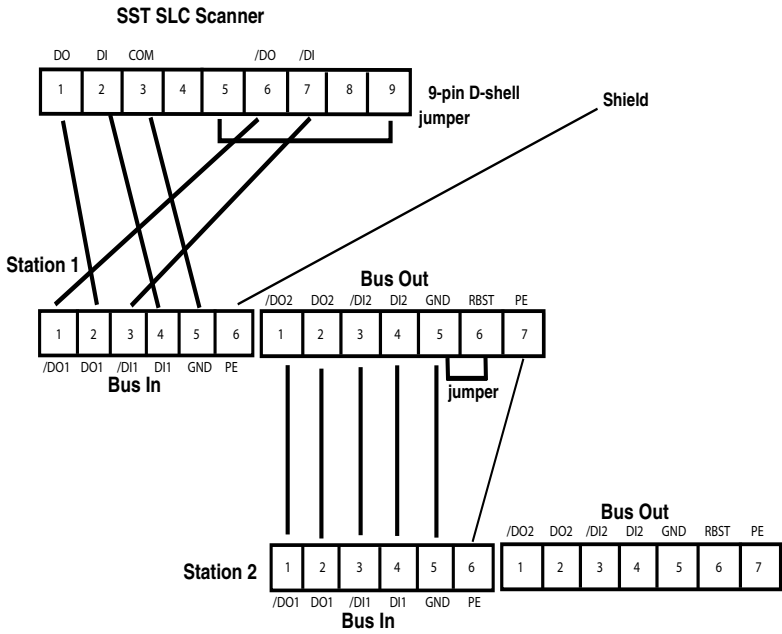 SST SLC Scanner
DO DI COM /DO /DI
1 2 3 4 5 6 7 8 9
9-pin D-shell
jumper
Shield
Station 1
Bus Out
/DO2 DO2 /DI2 DI2 GND RBST PE
1 2 3 4 5 6
1 2 3 4 5 6 7
/DO1 DO1 /DI1 DI1 GND PE
Bus In
jumper
Bus Out
/DO2 DO2 /DI2 DI2 GND RBST PE
Station 2
1 2 3 4 5 6
1 2 3 4 5 6 7
/DO1 DO1 /DI1 DI1 GND PE
Bus In